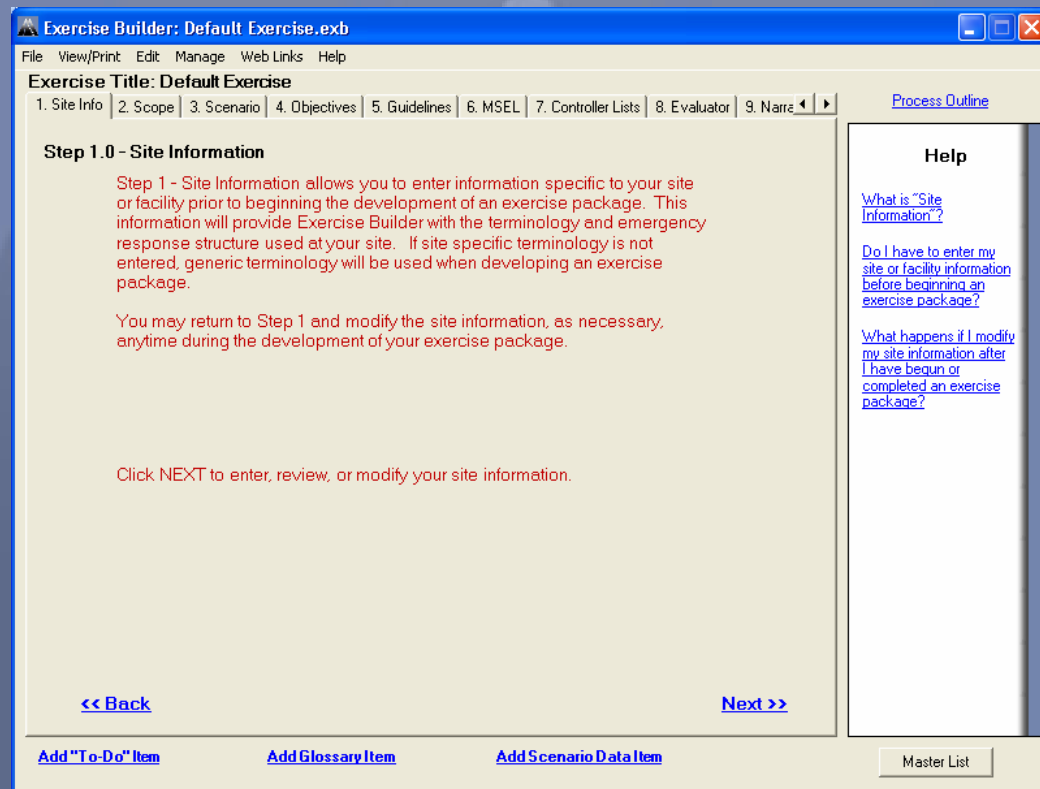 Exercise Builder: Default Exercise.exb
File View/Print Edit Manage Web Links Help
Exercise Title: Default Exercise
1. Site Info 2. Scope 3. Scenario 4. Objectives 5. Guidelines 6. MSEL 7. Controller Lists 8. Evaluator 9. Narra
Process Outline
Step 1.0 - Site Information
Step 1 - Site Information allows you to enter information specific to your site
or facility prior to beginning the development of an exercise package. This
information will provide Exercise Builder with the terminology and emergency
response structure used at your site. If site specific terminology is not
entered, generic terminology will be used when developing an exercise
package.
You may return to Step 1 and modify the site information, as necessary,
anytime during the development of your exercise package.
Click NEXT to enter, review, or modify your site information.
<< Back
Next >>
Help
What is "Site
Information"?
Do I have to enter my
site or facility information
before beginning an
exercise package?
What happens if I modify
my site information after
I have begun or
completed an exercise
package?
Add "To-Do" Item
Add Glossary Item
Add Scenario Data Item
Master List